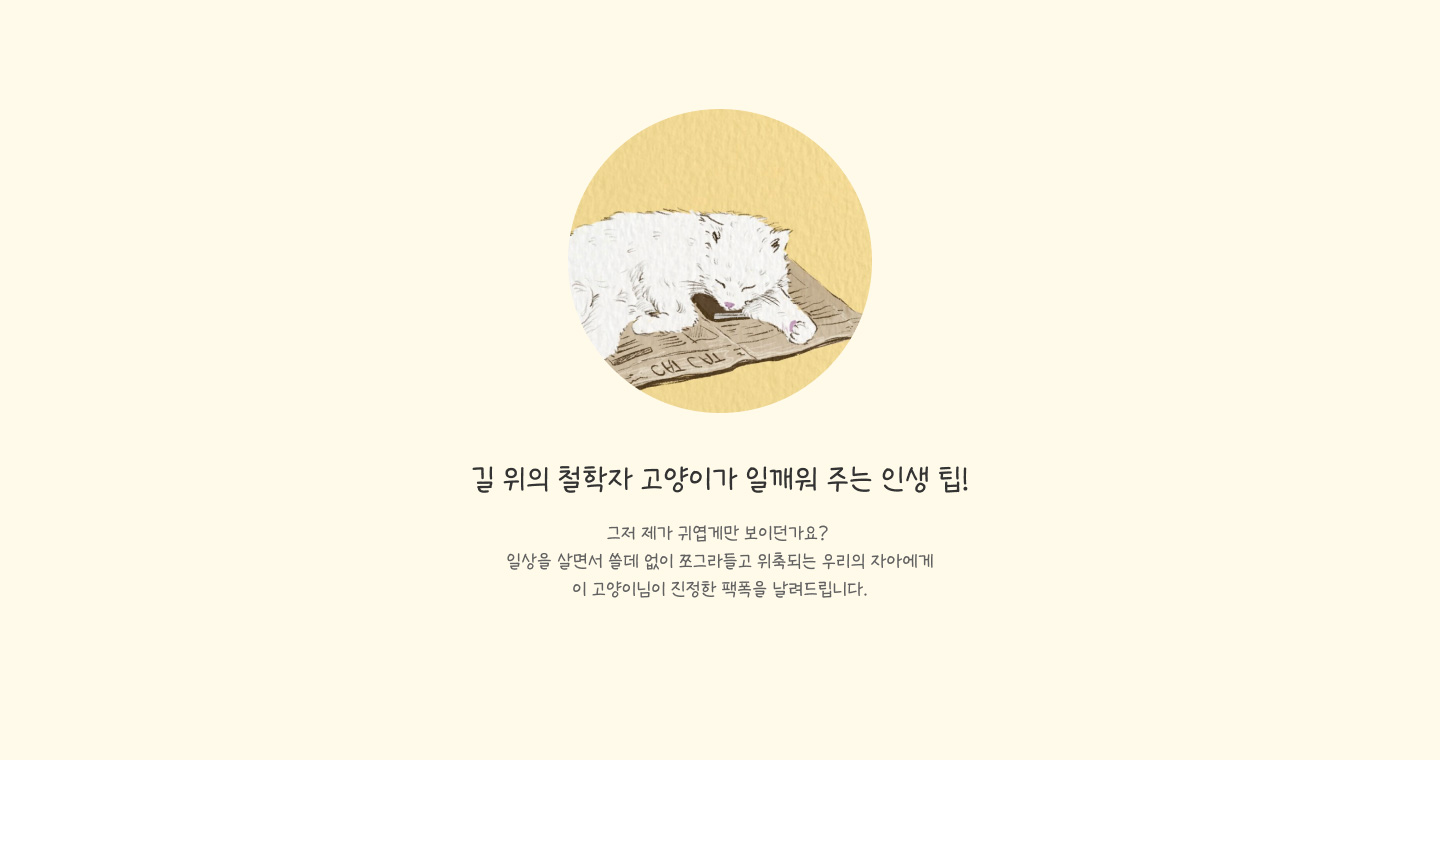 CAT CAT
길 위의 철학자 고양이가 일깨워 주는 인생 팁!
그저 제가 귀엽게만 보이던가요?
일상을 살면서 쓸데 없이 쪼그라들고 위축되는 우리의 자아에게
이 고양이님이 진정한 팩폭을 날려드립니다.